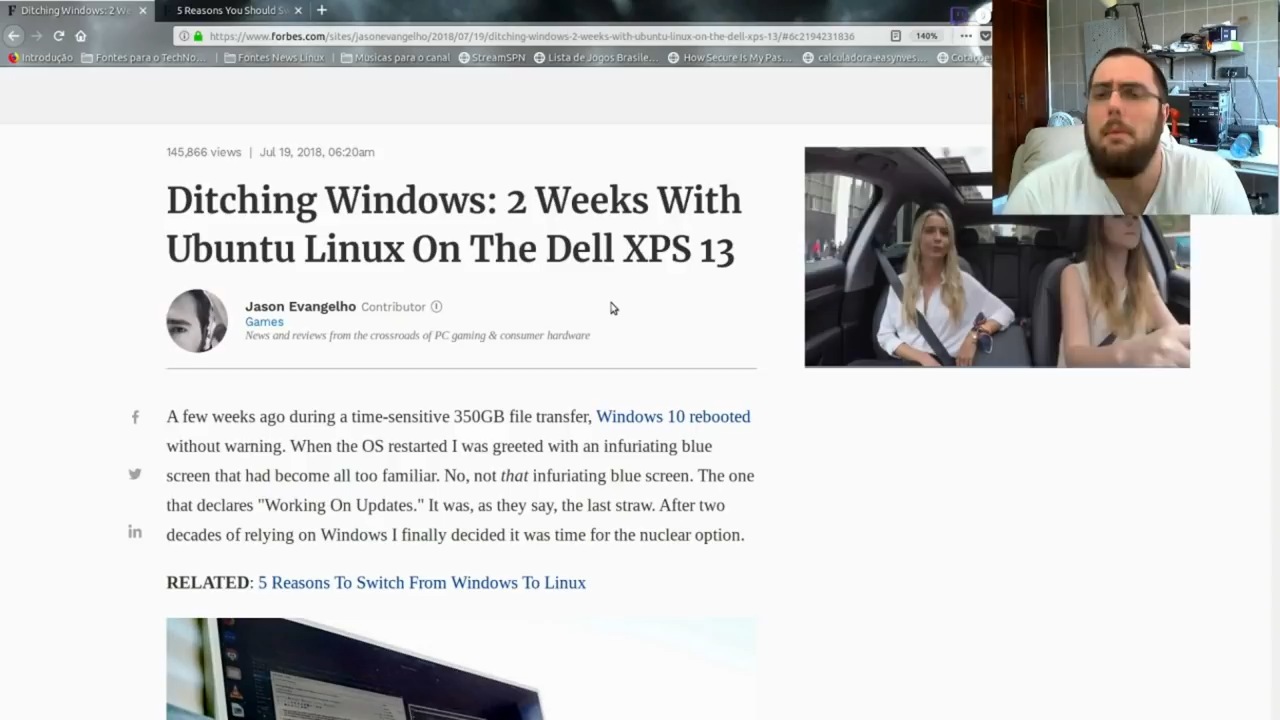 Ditching Windows: 2 We
5 Reasons You Should S
https://www.forbes.com/sites/jasonevangelho/2018/07/19/ditching-windows-2-weeks-with-ubuntu-linux-on-the-dell-xps-13/#6c2194231836
140%
Introdução
Fontes para o TechNo...
Fontes News Linux
Músicas para o canal
StreamSPN
Lista de Jogos Brasile...
How Secure Is My Pas...
calculadora-easynves...
Cotaçõe
145,866 views | Jul 19, 2018, 06:20am
Ditching Windows: 2 Weeks With
Ubuntu Linux On The Dell XPS 13
Jason Evangelho Contributor
Games
News and reviews from the crossroads of PC gaming & consumer hardware
A few weeks ago during a time-sensitive 350GB file transfer, Windows 10 rebooted
without warning. When the OS restarted I was greeted with an infuriating blue
screen that had become all too familiar. No, not that infuriating blue screen. The one
that declares "Working On Updates." It was, as they say, the last straw. After two
decades of relying on Windows I finally decided it was time for the nuclear option.
RELATED: 5 Reasons To Switch From Windows To Linux